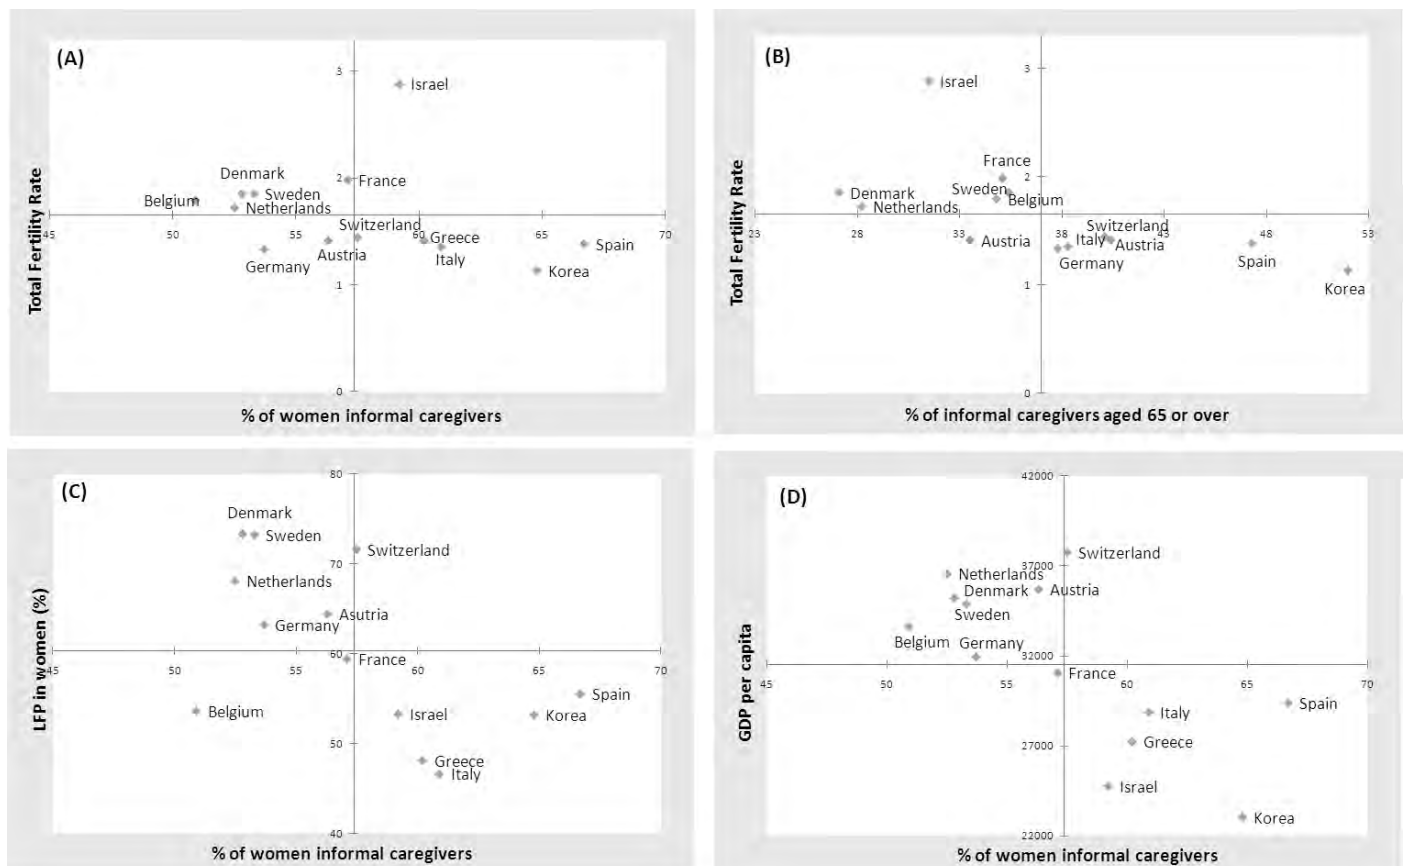 (A)
Total Fertility Rate
3
2
1
0
45
50
55
60
65
70
Israel
Denmark
Belgium
Sweden
Netherlands
France
Switzerland
Germany
Austria
Greece
Italy
Spain
Korea
% of women informal caregivers
(B)
Total Fertility Rate
3
2
1
0
23
28
33
38
43
48
53
Israel
France
Denmark
Sweden
Netherlands
Belgium
Austria
Switzerland
Italy
Austria
Germany
Spain
Korea
% of informal caregivers aged 65 or over
(C)
LFP in women (%)
80
70
60
50
40
45
50
55
60
65
70
Denmark
Sweden
Switzerland
Netherlands
Asutria
Germany
France
Belgium
Israel
Spain
Korea
Greece
Italy
% of women informal caregivers
(D)
GDP per capita
42000
37000
32000
27000
22000
45
50
55
60
65
70
Switzerland
Netherlands
Denmark
Austria
Sweden
Belgium
Germany
France
Italy
Spain
Greece
Israel
Korea
% of women informal caregivers